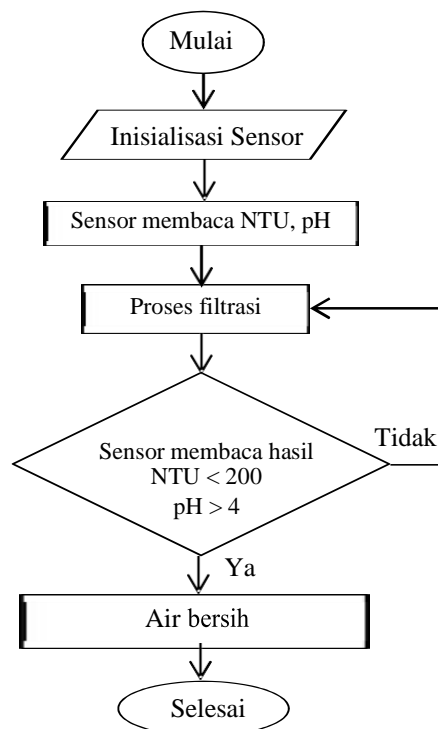 Mulai
Inisialisasi Sensor
Sensor membaca NTU, pH
Proses filtrasi
Sensor membaca hasil
NTU < 200
pH > 4
Tidak
Ya
Air bersih
Selesai